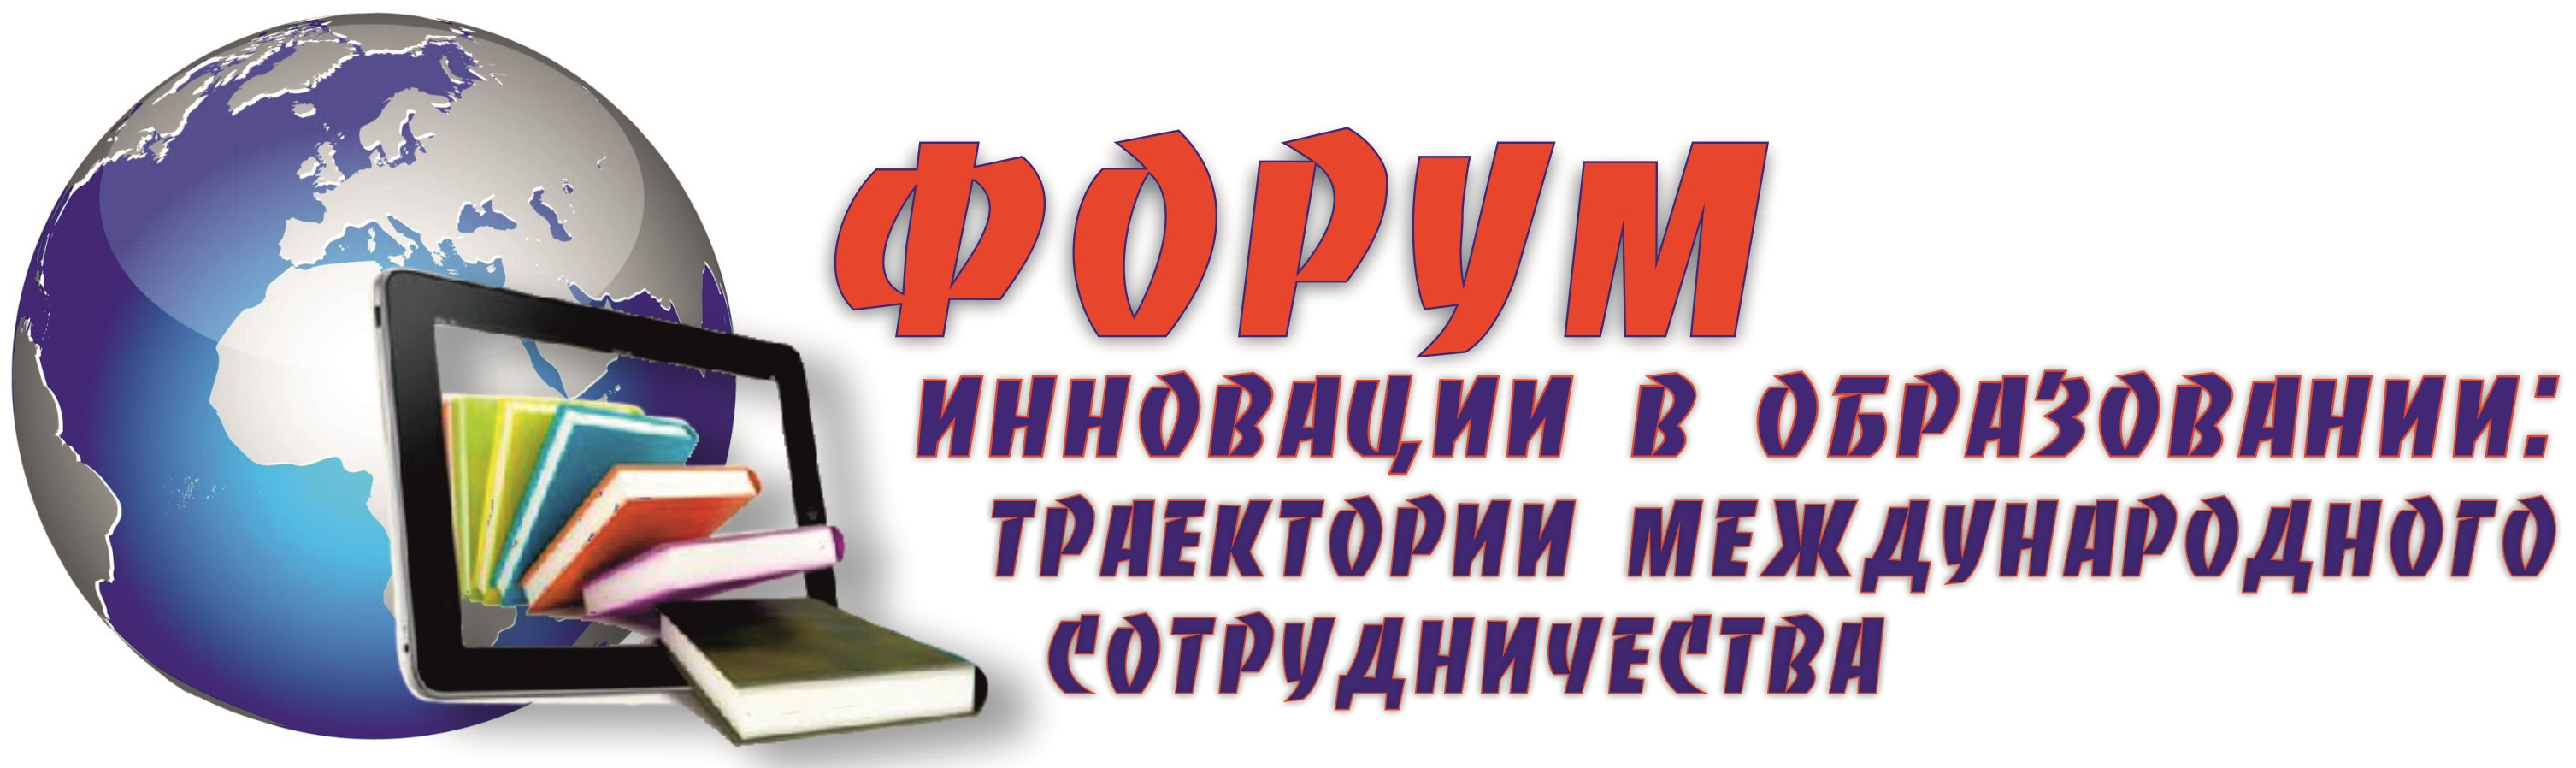 ФОРУМ
ИННОВАЦИИ В ОБРАЗОВАНИИ:
ТРАЕКТОРИИ МЕЖДУНАРОДНОГО
СОТРУДНИЧЕСТВА